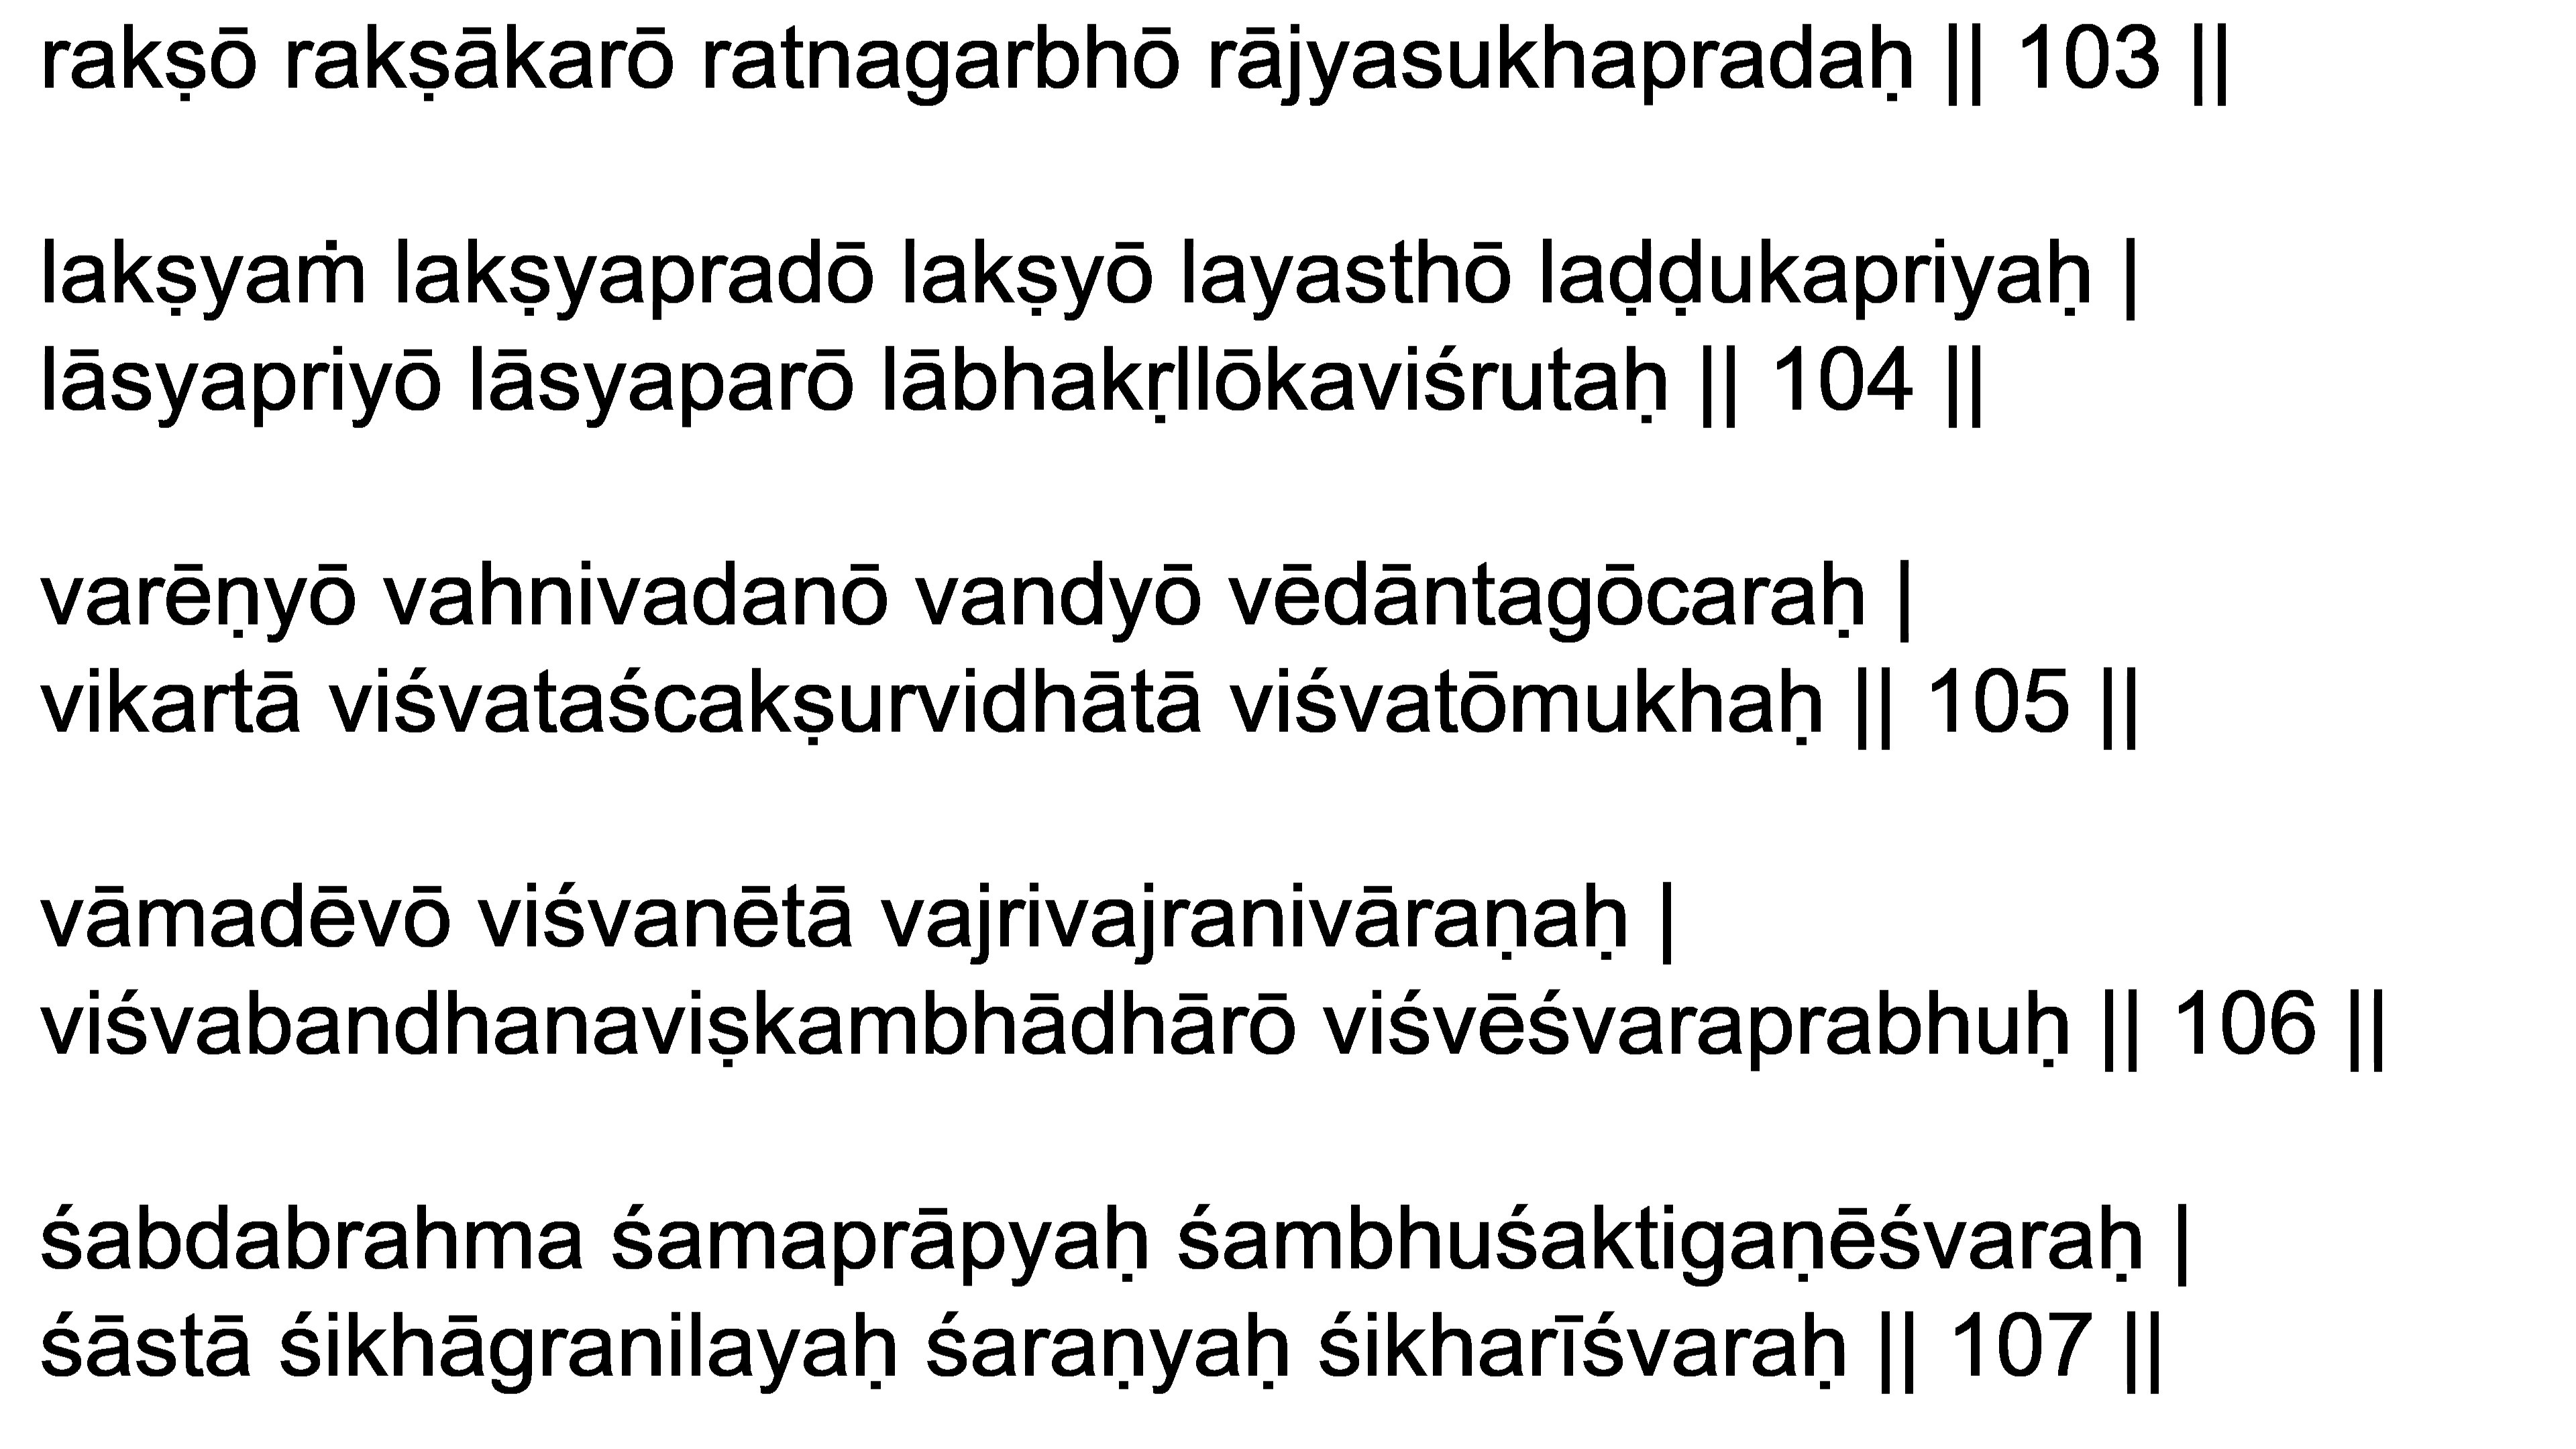 rakṣō rakṣākarō ratnagarbhō rājyasukhapradaḥ || 103 ||
lakṣyaṁ lakṣyapradō lakṣyō layasthō laḍḍukapriyaḥ |
lāsyapriyō lāsyaparō lābhakṛllōkaviśrutaḥ || 104 ||
varēṇyō vahnivadanō vandyō vēdāntagōcaraḥ |
vikartā viśvataścakṣurvidhātā viśvatōmukhaḥ || 105 ||
vāmadēvō viśvanētā vajrivajranivāraṇaḥ |
viśvabandhanaviṣkambhādhārō viśvēśvaraprabhuḥ || 106 ||
śabdabrahma śamaprāpyaḥ śambhuśaktigaṇēśvaraḥ |
śāstā śikhāgranilayaḥ śaraṇyaḥ śikharīśvaraḥ || 107 ||